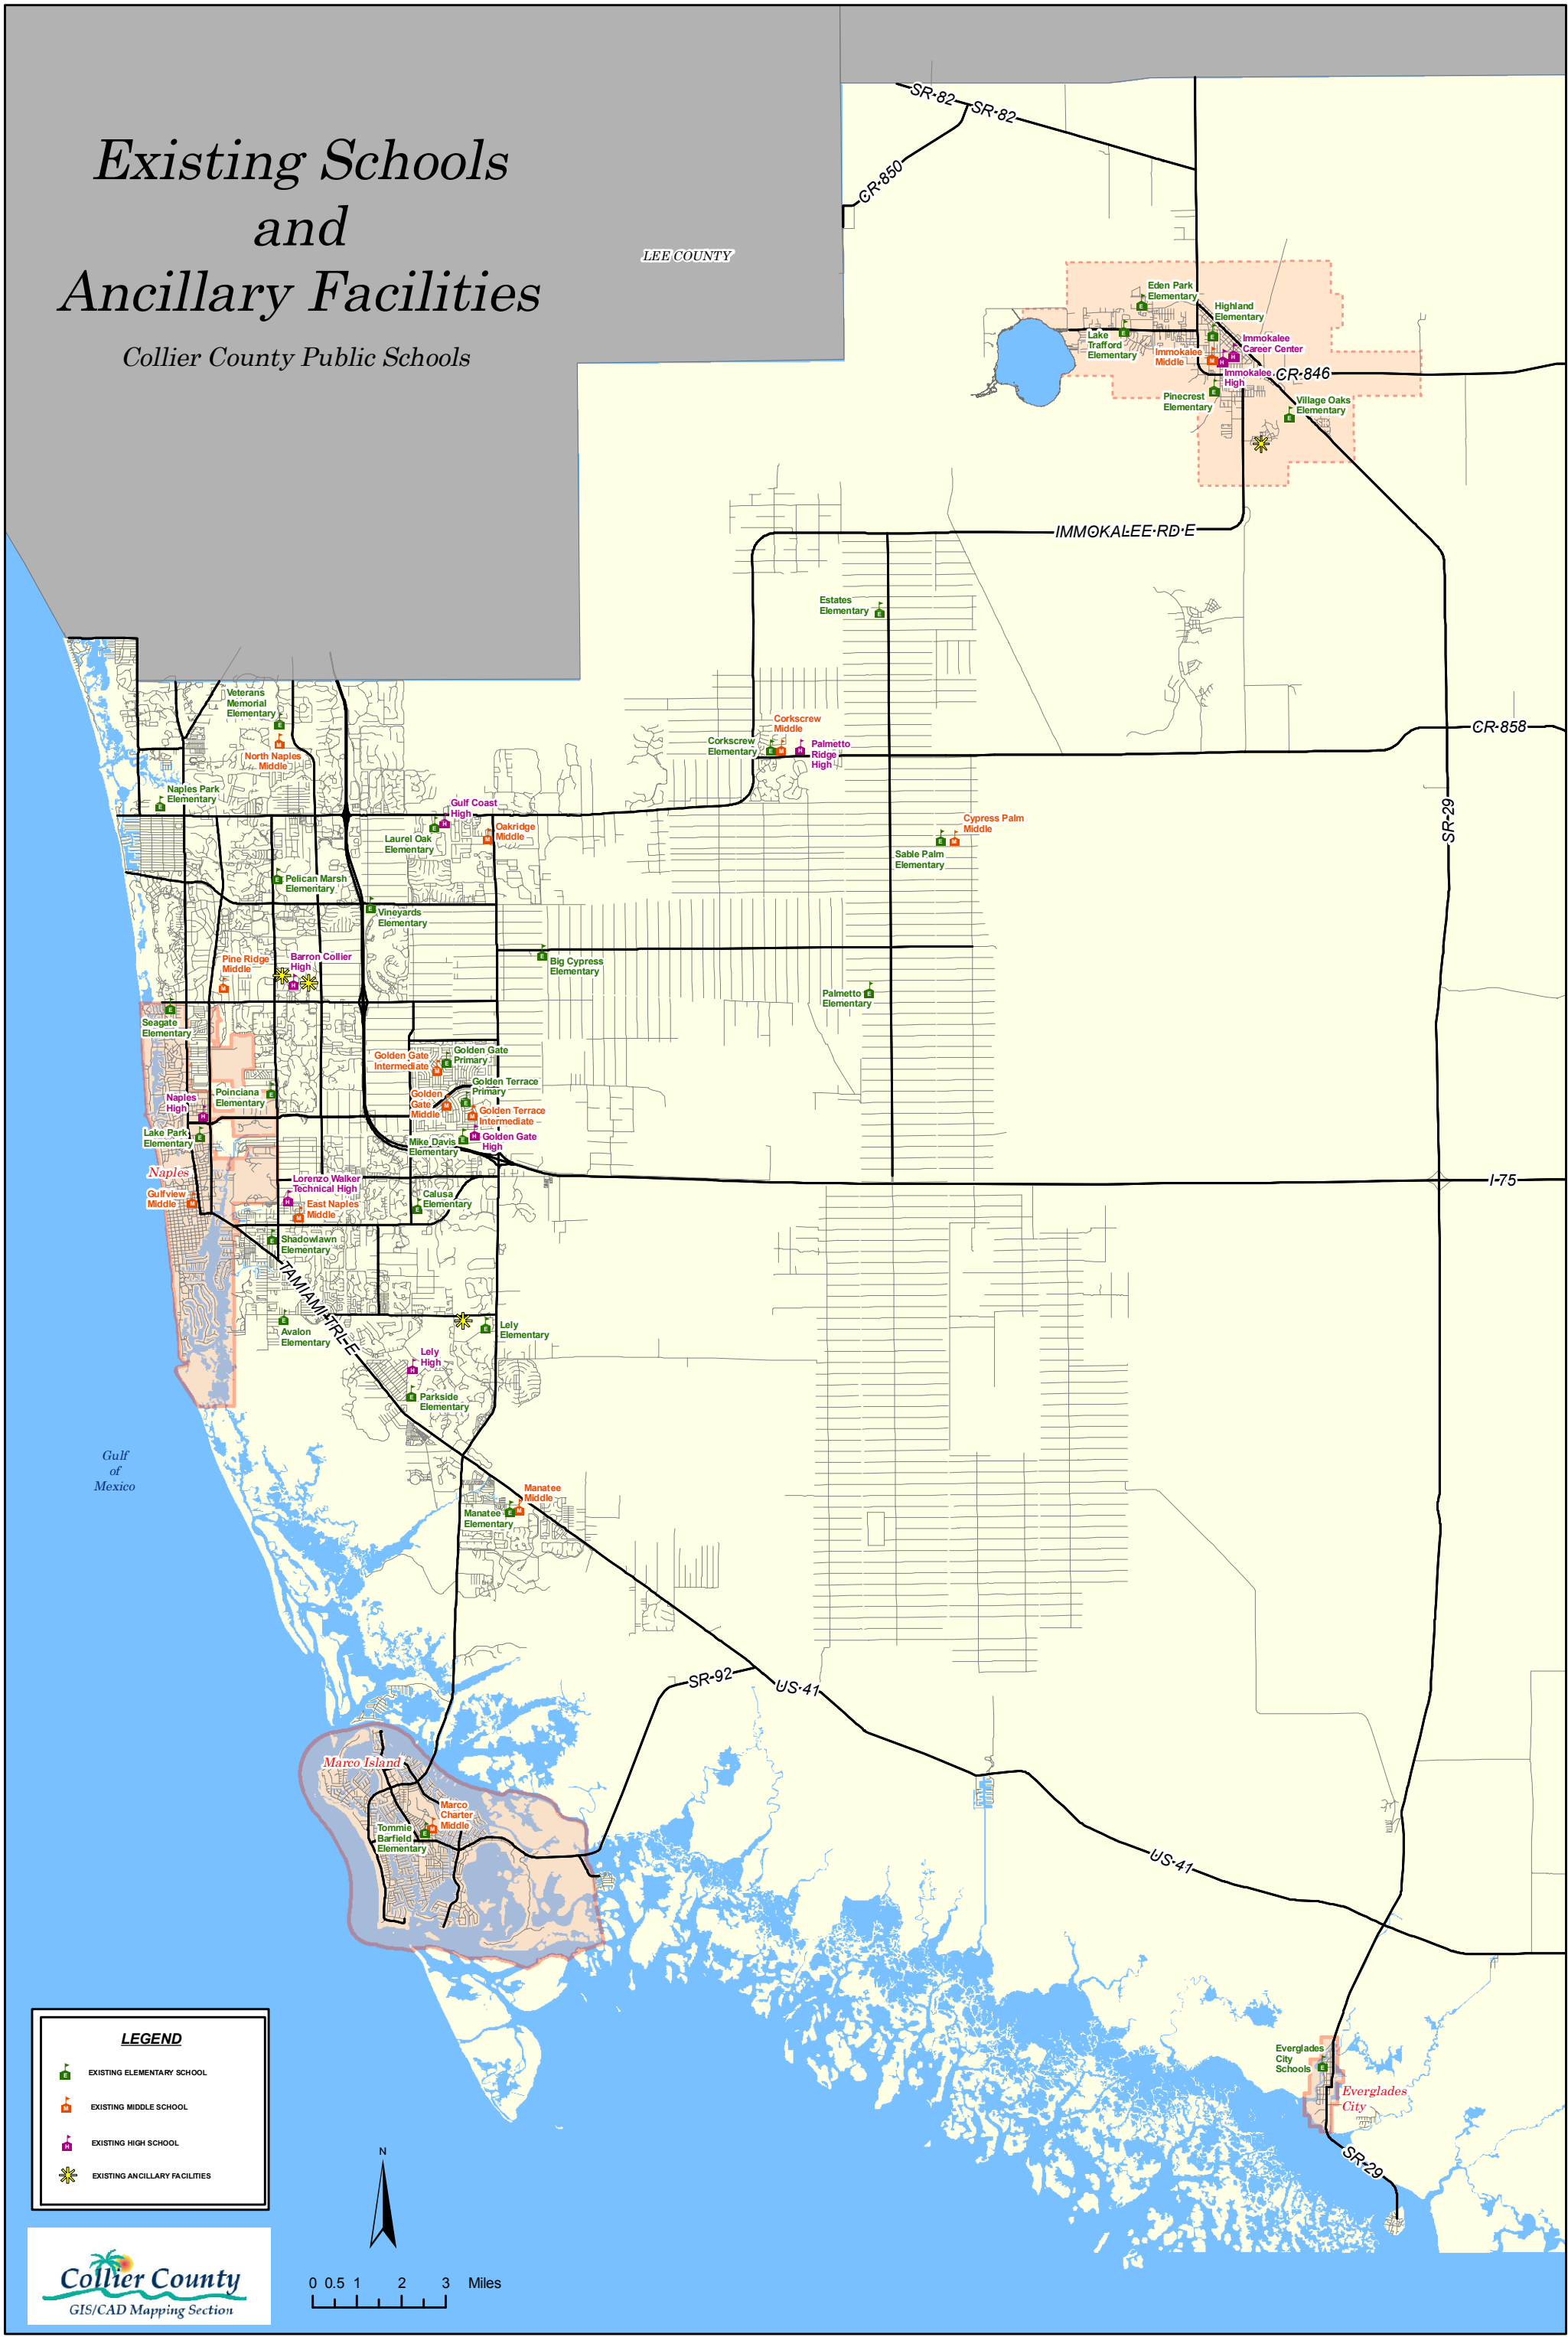 Existing Schools
and
Ancillary Facilities
Collier County Public Schools
LEE COUNTY
SR-82
SR-82
CR-850
Eden Park
Elementary
Highland
Elementary
Lake
Trafford
Elementary
Immokalee
Career Center
Immokalee
Middle
Immokalee
High
CR-846
Pinecrest
Elementary
Village Oaks
Elementary
IMMOKALEE RD E
Estates
Elementary
Veterans
Memorial
Elementary
North Naples
Middle
Corkscrew
Middle
Corkscrew
Elementary
Palmetto
Ridge
High
CR-858
SR-29
Naples Park
Elementary
Gulf Coast
High
Laurel Oak
Elementary
Oakridge
Middle
Cypress Palm
Middle
Sable Palm
Elementary
Pelican Marsh
Elementary
Vineyards
Elementary
Pine Ridge
Middle
Barron Collier
High
Big Cypress
Elementary
Palmetto
Elementary
Seagate
Elementary
Golden Gate
Intermediate
Golden Gate
Primary
Golden Terrace
Primary
Golden
Gate
Middle
Golden Terrace
Intermediate
Naples
High
Poinciana
Elementary
Lake Park
Elementary
Mike Davis
Elementary
Golden Gate
High
Naples
Gulfview
Middle
Lorenzo Walker
Technical High
East Naples
Middle
Calusa
Elementary
I-75
Shadowlawn
Elementary
TAMIAMI TRL E
Avalon
Elementary
Lely
Elementary
Lely
High
Parkside
Elementary
Gulf
of
Mexico
Manatee
Middle
Manatee
Elementary
SR-92
US-41
Marco Island
Marco
Charter
Middle
Tommie
Barfield
Elementary
US-41
Everglades
City
Schools
Everglades
City
SR-29
LEGEND
E EXISTING ELEMENTARY SCHOOL
M EXISTING MIDDLE SCHOOL
H EXISTING HIGH SCHOOL
EXISTING ANCILLARY FACILITIES
Collier County
GIS/CAD Mapping Section
N
0 0.5 1 2 3 Miles